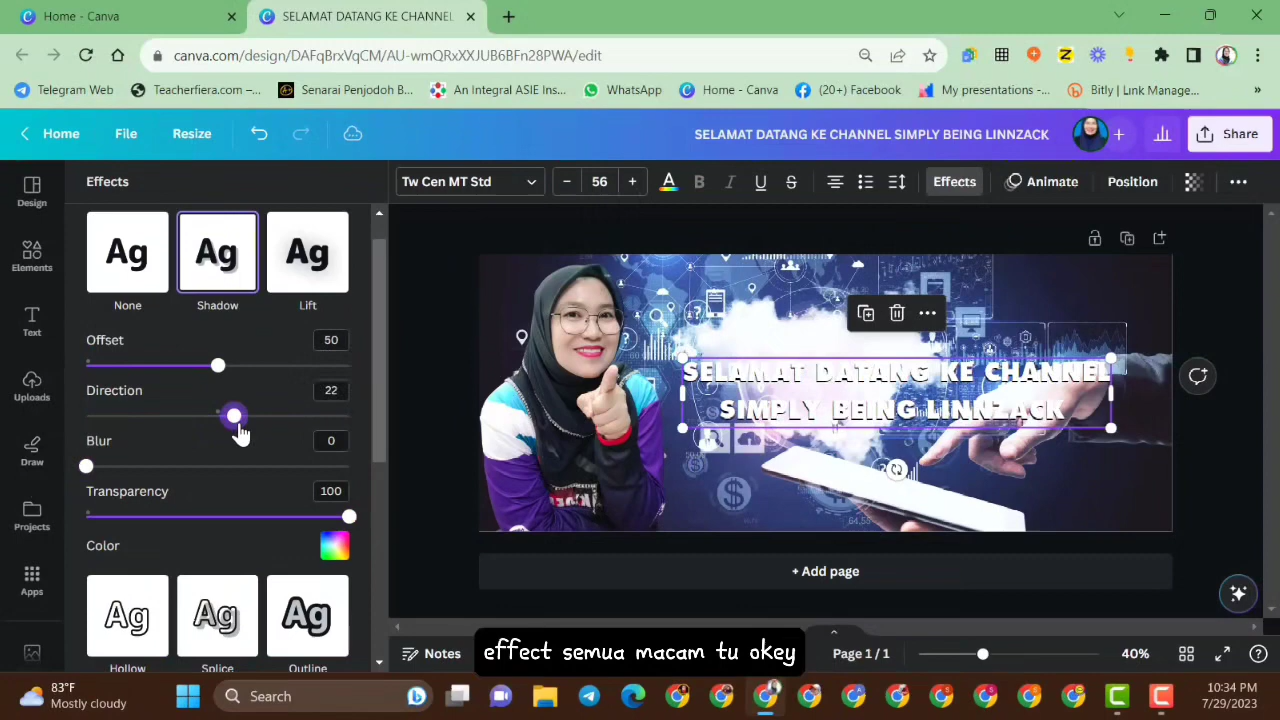 Home - Canva
SELAMAT DATANG KE CHANNEL
canva.com/design/DAFqBrxVqCM/AU-wmQRxXXJUB6BFn28PWA/edit
Telegram Web
Teacherfiera.com –...
Senarai Penjodoh B...
An Integral ASIE Ins...
WhatsApp
Home - Canva
(20+) Facebook
My presentations -...
Bitly | Link Manage...
Home
File
Resize
SELAMAT DATANG KE CHANNEL SIMPLY BEING LINNZACK
Share
Design
Elements
Text
Uploads
Draw
Projects
Apps
Effects
Tw Cen MT Std
56
Effects
Animate
Position
Ag
Ag
Ag
None
Shadow
Lift
Offset
50
Direction
22
Blur
0
Transparency
100
Color
Ag
Ag
Ag
Hollow
Splice
Outline
SELAMAT DATANG KE CHANNEL
SIMPLY BEING LINNZACK
+ Add page
effect semua macam tu okey
Notes
Page 1 / 1
40%
83°F
Mostly cloudy
Search
10:34 PM
7/29/2023